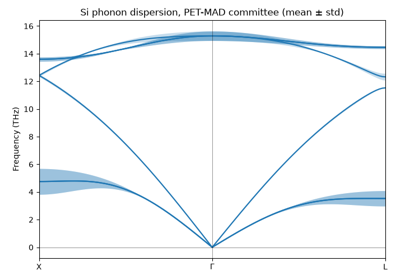 Si phonon dispersion, PET-MAD committee (mean ± std)
Frequency (THz)
16
14
12
10
8
6
4
2
0
X
Γ
L